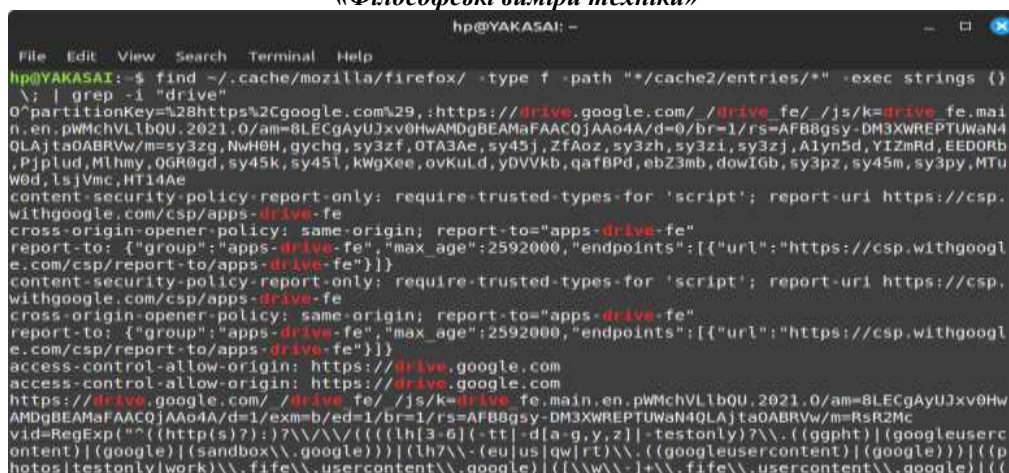 «Філософські виміри техніки»
hp@YAKASAI: ~
File Edit View Search Terminal Help
hp@YAKASAI:~$ find ~/.cache/mozilla/firefox/ -type f -path "*/cache2/entries/*" -exec strings {}
\; | grep -i "drive"
O^partitionKey=%28https%2Cgoogle.com%29,:https://drive.google.com/_/drive_fe/_/js/k=drive_fe.mai
n.en.pWMchVLlbQU.2021.O/am=8LECgAyUJxv0HwAMDgBEAMaFAACQjAAo4A/d=0/br=1/rs=AFB8gsy-DM3XWREPTUWaN4
QLAjtaOABRVw/m=sy3zg,NwH0H,gychg,sy3zf,OTA3Ae,sy45j,ZfAoz,sy3zh,sy3zi,sy3zj,A1yn5d,YIZmRd,EEDORb
,Pjplud,Mlhmy,QGR0gd,sy45k,sy45l,kWgXee,ovKuLd,yDVVkb,qafBPd,ebZ3mb,dowIGb,sy3pz,sy45m,sy3py,MTu
W0d,lsjVmc,HT14Ae
content-security-policy-report-only: require-trusted-types-for 'script'; report-uri https://csp.
withgoogle.com/csp/apps-drive-fe
cross-origin-opener-policy: same-origin; report-to="apps-drive-fe"
report-to: {"group":"apps-drive-fe","max_age":2592000,"endpoints":[{"url":"https://csp.withgoogl
e.com/csp/report-to/apps-drive-fe"}]}
content-security-policy-report-only: require-trusted-types-for 'script'; report-uri https://csp.
withgoogle.com/csp/apps-drive-fe
cross-origin-opener-policy: same-origin; report-to="apps-drive-fe"
report-to: {"group":"apps-drive-fe","max_age":2592000,"endpoints":[{"url":"https://csp.withgoogl
e.com/csp/report-to/apps-drive-fe"}]}
access-control-allow-origin: https://drive.google.com
access-control-allow-origin: https://drive.google.com
https://drive.google.com/_/drive_fe/_/js/k=drive_fe.main.en.pWMchVLlbQU.2021.O/am=8LECgAyUJxv0Hw
AMDgBEAMaFAACQjAAo4A/d=1/exm=b/ed=1/br=1/rs=AFB8gsy-DM3XWREPTUWaN4QLAjtaOABRVw/m=RsR2Mc
vid=RegExp("^((http(s)?):)?\\/\\/((((lh[3-6](-tt|-d[a-g,y,z]|-testonly)?\\.((ggpht)|(googleuserc
ontent)|(google)|(sandbox\\.google)))|(lh7\\-(eu|us|qw|rt)\\.((googleusercontent)|(google)))|((p
hotos|testonly|work)\\.fife\\.usercontent\\.google)|([\\w\\-]+\\.fife\\.usercontent\\.google)